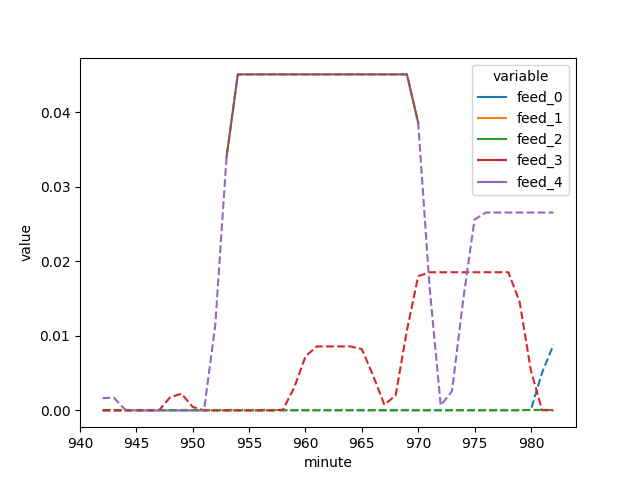 variable
feed_0
feed_1
feed_2
feed_3
feed_4
value
0.04
0.03
0.02
0.01
0.00
940 945 950 955 960 965 970 975 980
minute